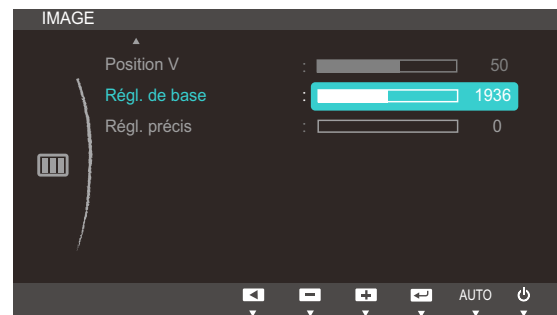 IMAGE
Position V : 50
Régl. de base : 1936
Régl. précis : 0
AUTO